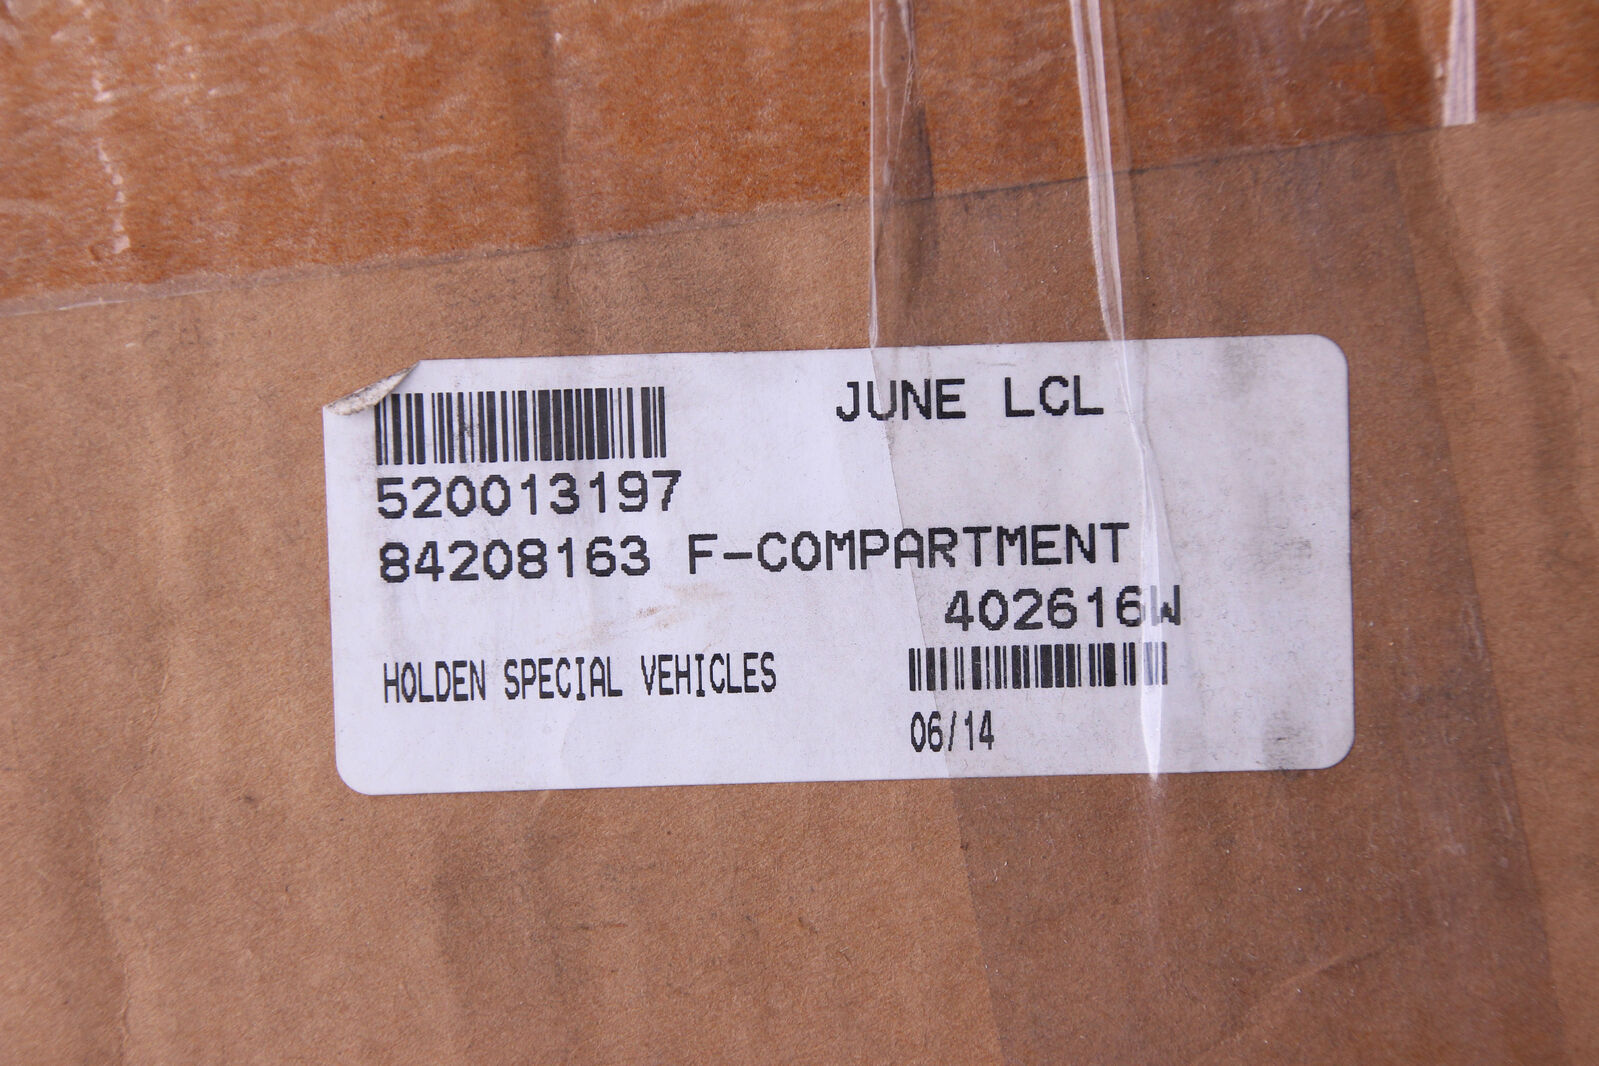 JUNE LCL
520013197
84208163 F-COMPARTMENT
402616W
HOLDEN SPECIAL VEHICLES
06/14